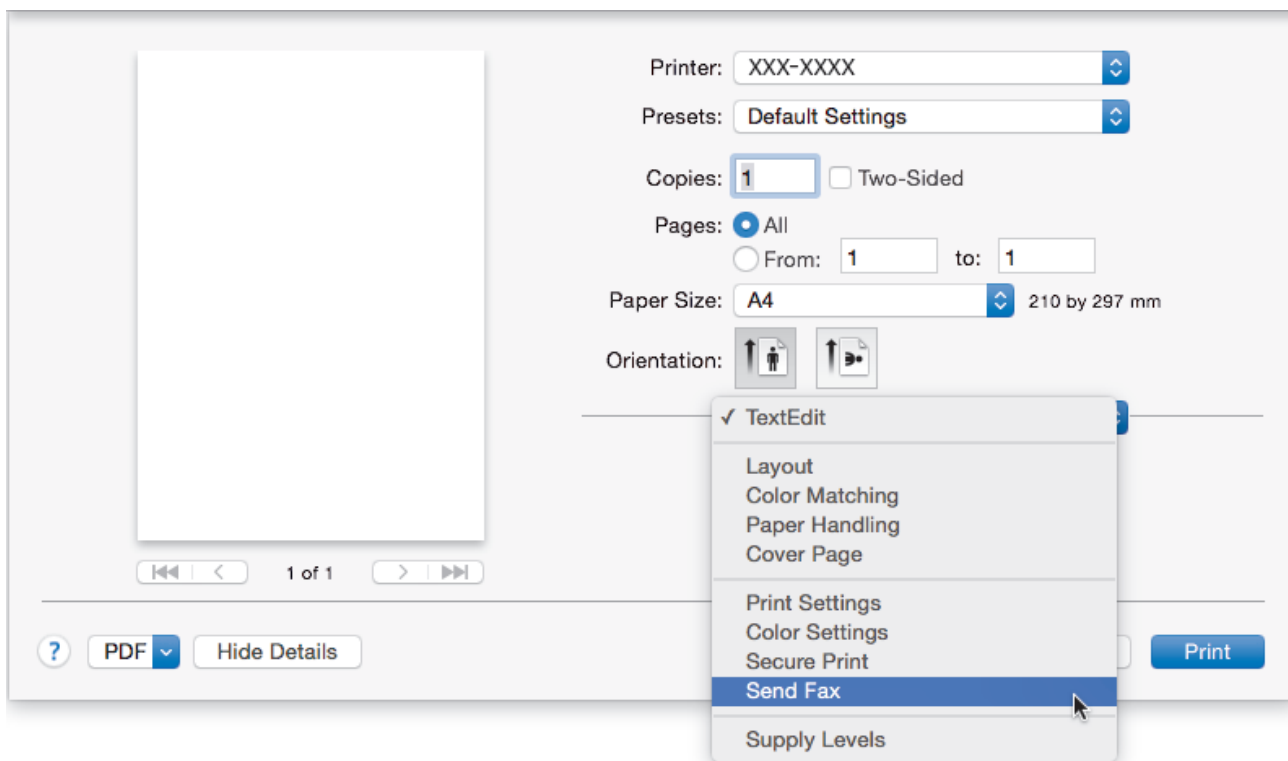 Printer: XXX-XXXX
Presets: Default Settings
Copies: 1 Two-Sided
Pages: All
From: 1 to: 1
Paper Size: A4 210 by 297 mm
Orientation:
✓ TextEdit
Layout
Color Matching
Paper Handling
Cover Page
1 of 1
Print Settings
Color Settings
Secure Print
Send Fax
Supply Levels
? PDF Hide Details Print